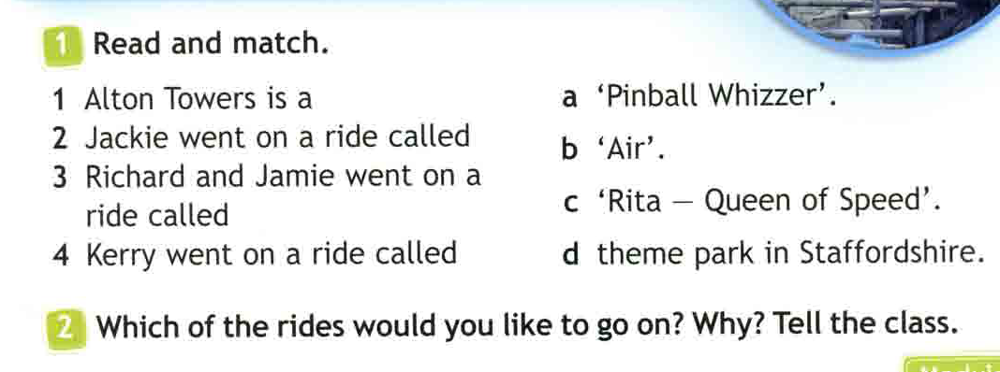 1 Read and match.
1 Alton Towers is a
2 Jackie went on a ride called
3 Richard and Jamie went on a
ride called
4 Kerry went on a ride called
a ‘Pinball Whizzer’.
b ‘Air’.
c ‘Rita – Queen of Speed’.
d theme park in Staffordshire.
2 Which of the rides would you like to go on? Why? Tell the class.